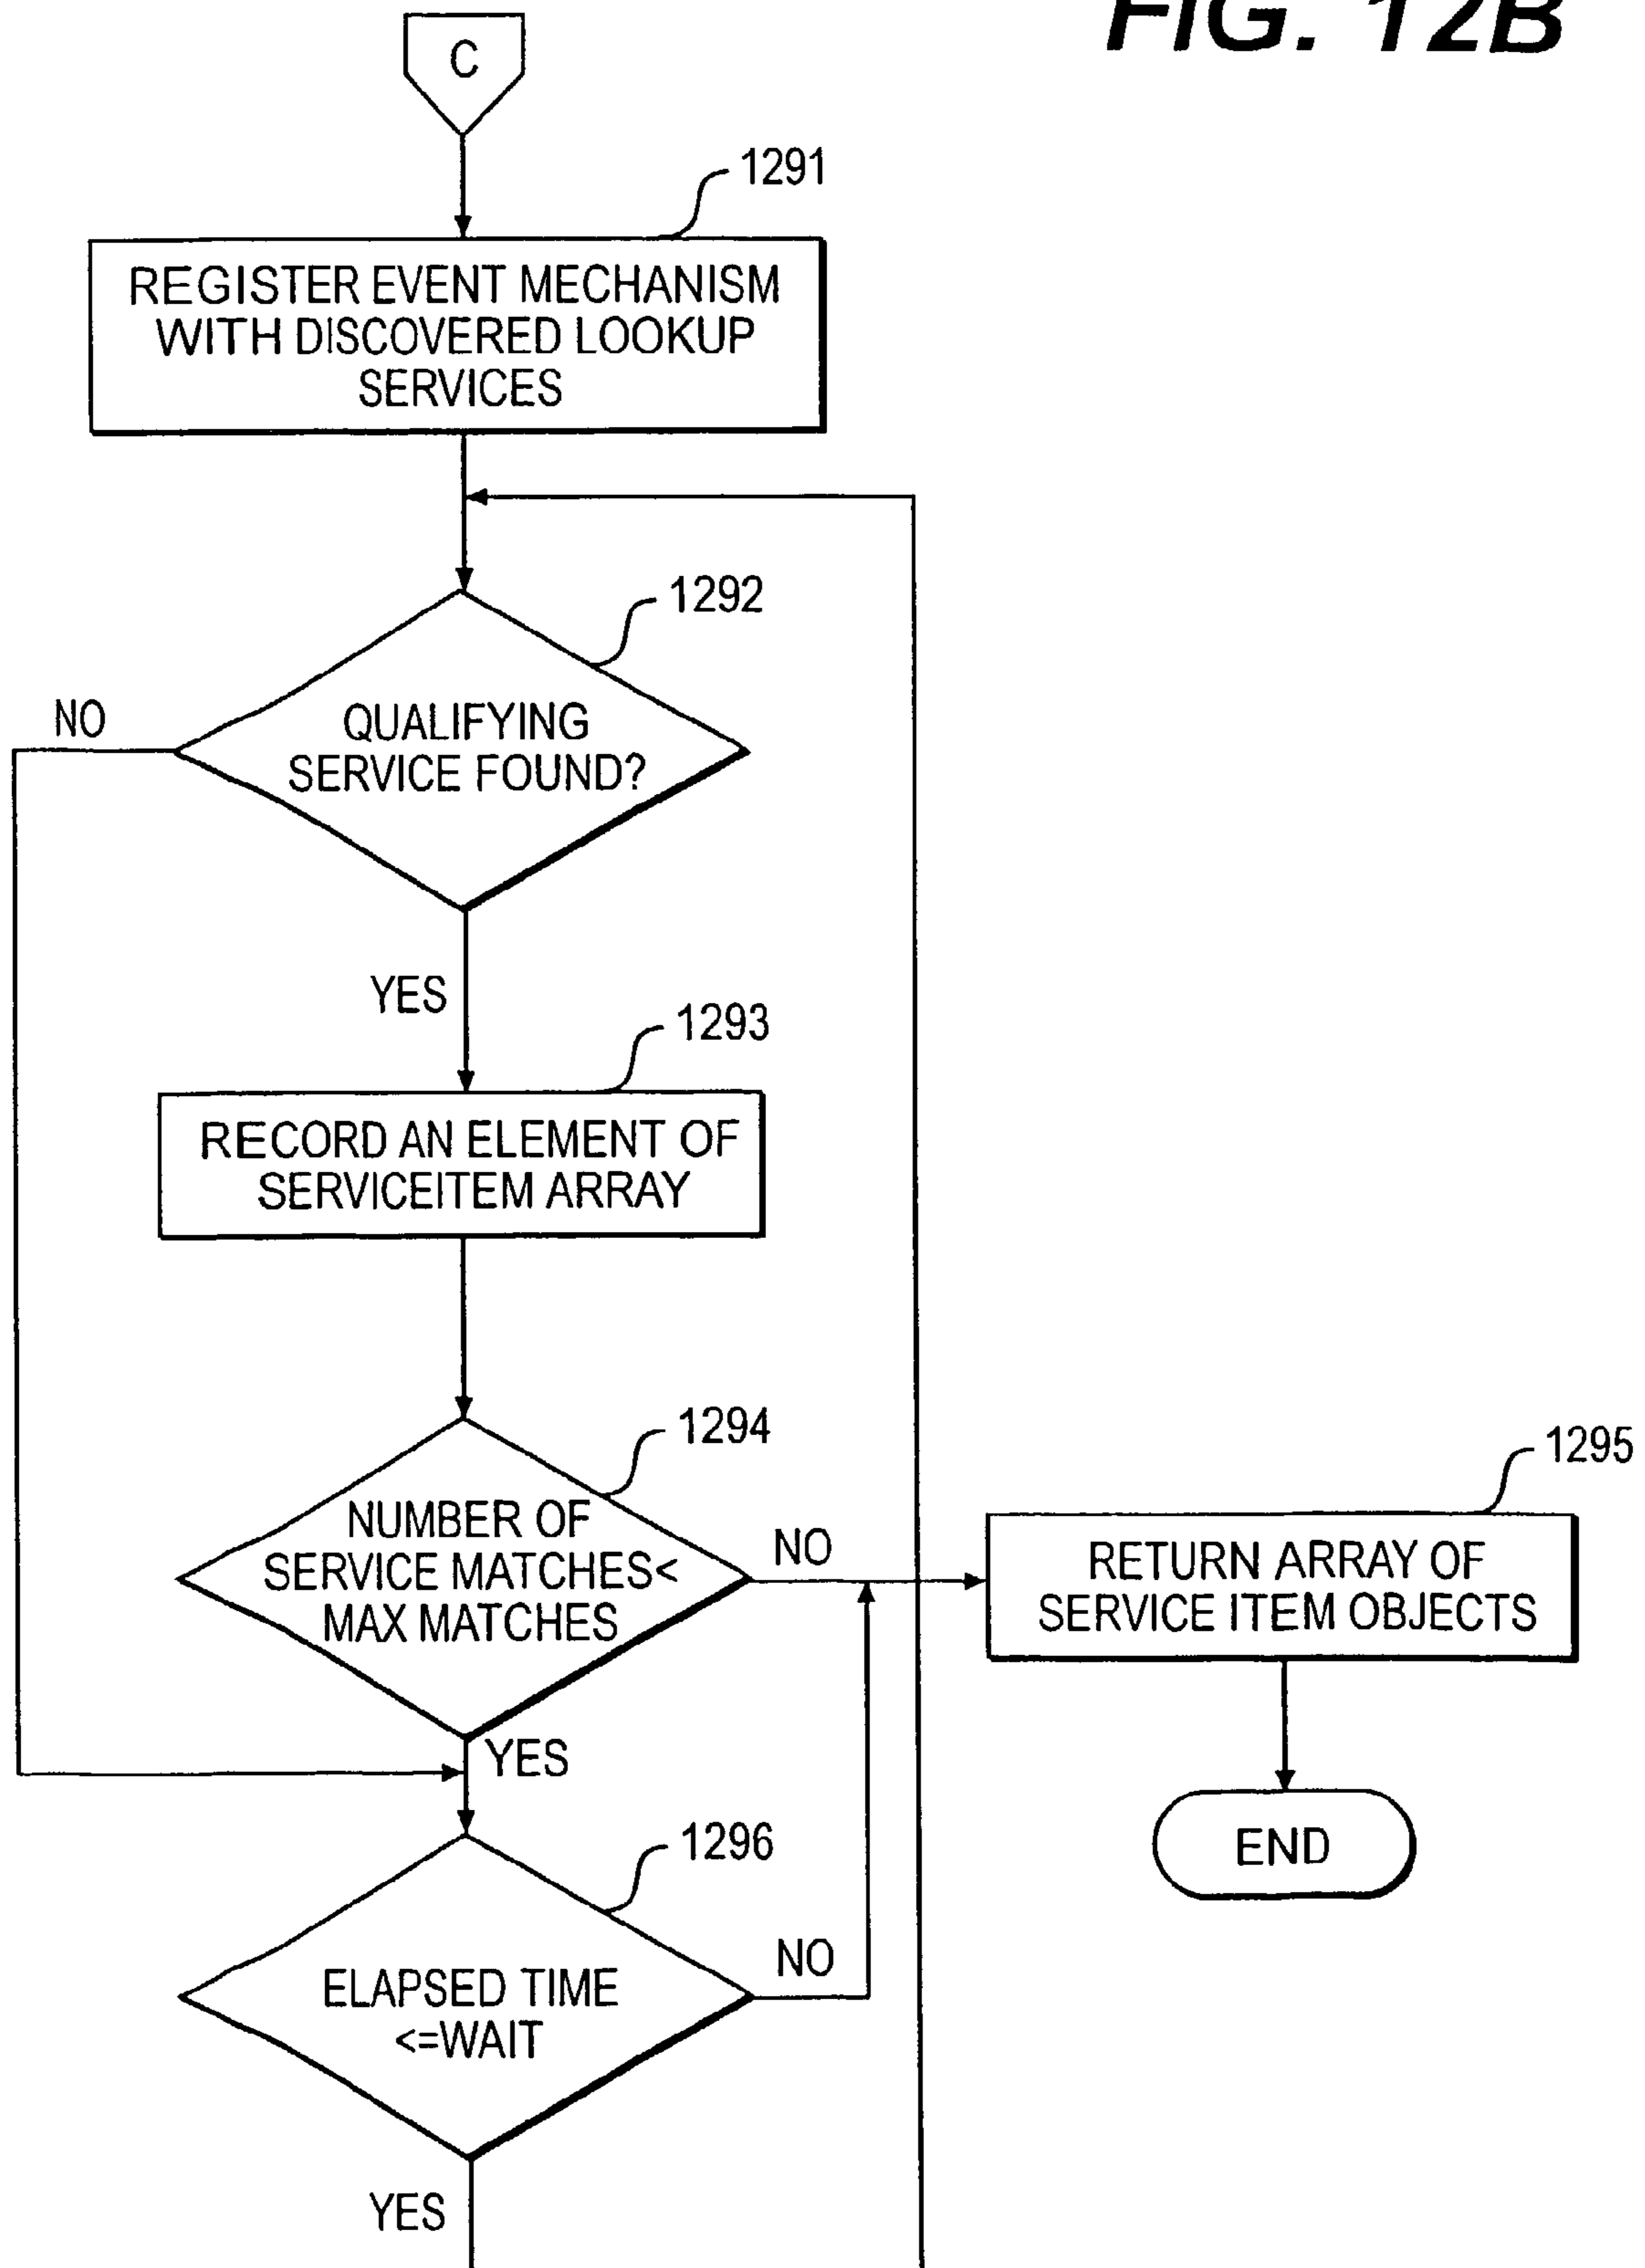 FIG. 12B
C
1291
REGISTER EVENT MECHANISM
WITH DISCOVERED LOOKUP
SERVICES
1292
NO
QUALIFYING
SERVICE FOUND?
YES
1293
RECORD AN ELEMENT OF
SERVICEITEM ARRAY
1294
NUMBER OF
SERVICE MATCHES<
MAX MATCHES
NO
1295
RETURN ARRAY OF
SERVICE ITEM OBJECTS
YES
END
1296
ELAPSED TIME
<=WAIT
NO
YES